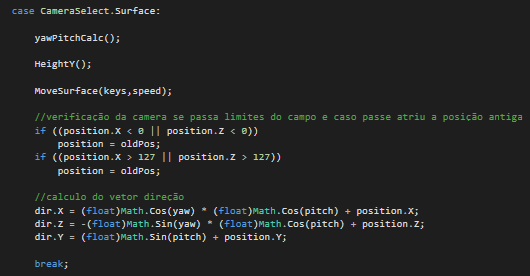 case CameraSelect.Surface:
yawPitchCalc();
HeightY();
MoveSurface(keys,speed);
//verificação da camera se passa limites do campo e caso passe atriu a posição antiga
if ((position.X < 0 || position.Z < 0))
position = oldPos;
if ((position.X > 127 || position.Z > 127))
position = oldPos;
//calculo do vetor direção
dir.X = (float)Math.Cos(yaw) * (float)Math.Cos(pitch) + position.X;
dir.Z = -(float)Math.Sin(yaw) * (float)Math.Cos(pitch) + position.Z;
dir.Y = (float)Math.Sin(pitch) + position.Y;
break;